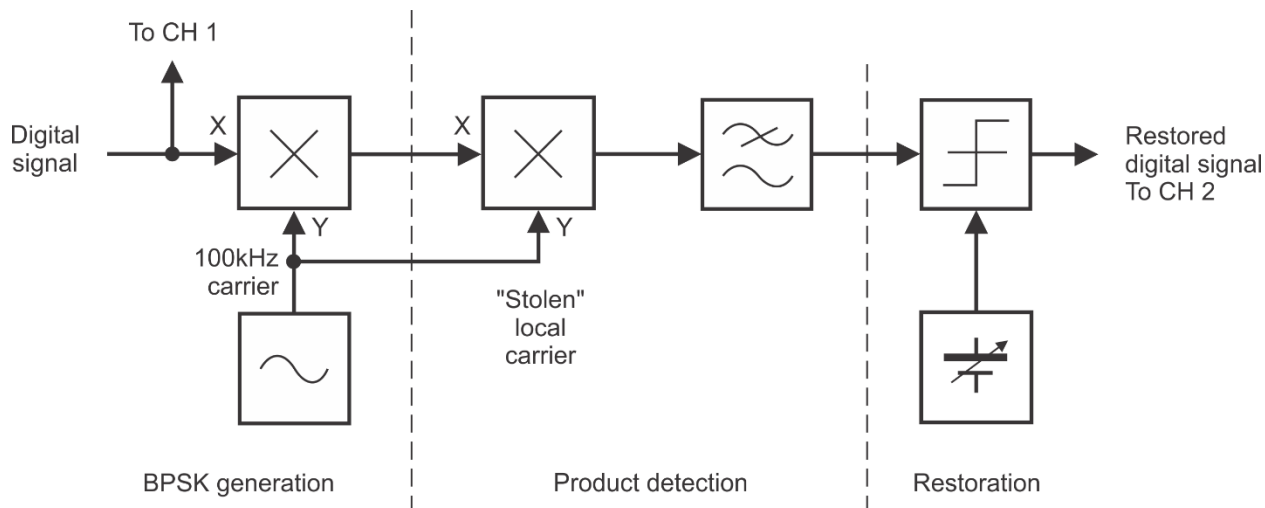 To CH 1
Digital
signal
X
Y
100kHz
carrier
X
Y
"Stolen"
local
carrier
Restored
digital signal
To CH 2
BPSK generation
Product detection
Restoration